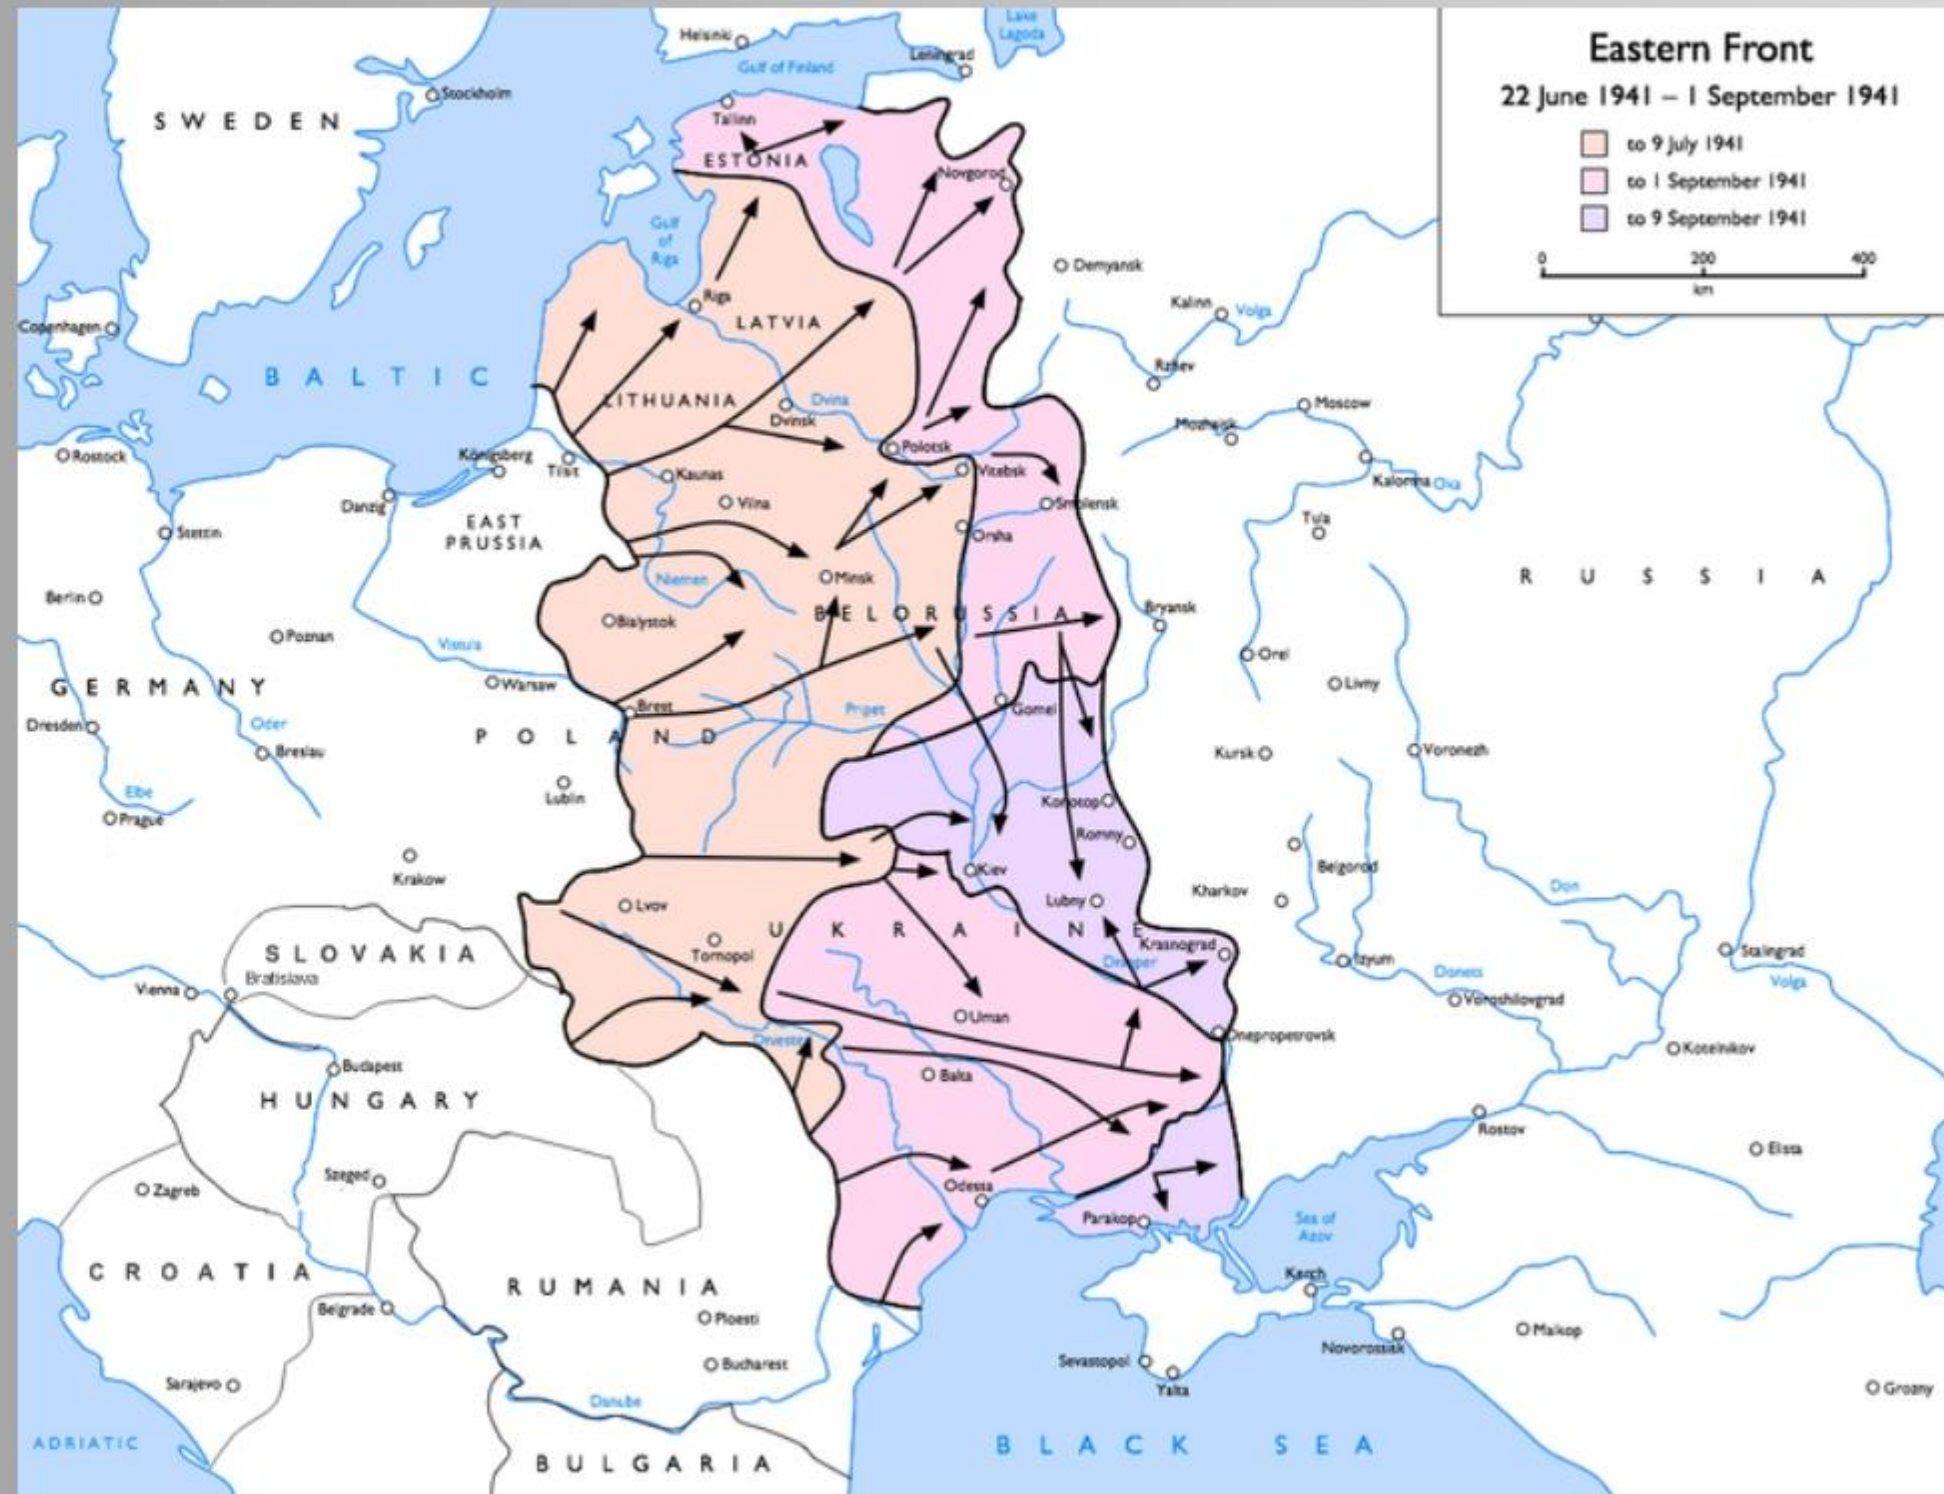 Eastern Front
22 June 1941 – 1 September 1941
to 9 July 1941
to 1 September 1941
to 9 September 1941
0 200 400
km
Lake
Lagoda
Helsinki
Leningrad
Gulf of Finland
Stockholm
SWEDEN
Tallinn
ESTONIA
Novgorod
Gulf
of
Riga
Demyansk
Riga
Kalinn
Volga
LATVIA
Copenhagen
Rzhev
BALTIC
LITHUANIA
Dvina
Dvinsk
Moscow
Mozhaisk
Polotsk
Rostock
Königsberg
Tilsit
Kaunas
Vitebsk
Kalomna
Oka
Danzig
Vilna
Smolensk
Stettin
EAST
PRUSSIA
Orsha
Tula
RUSSIA
Niemen
Minsk
Berlin
Bialystok
BELORUSSIA
Bryansk
Poznan
Vistula
Orel
GERMANY
Warsaw
Livny
Dresden
Oder
Brest
Pripet
Gomel
POLAND
Breslau
Kursk
Voronezh
Elbe
Prague
Lublin
Konotop
Romny
Krakow
Kiev
Belgorod
Don
Lvov
Lubny
Kharkov
UKRAINE
SLOVAKIA
Tornopol
Krasnograd
Stalingrad
Bratislava
Dnieper
Izyum
Donets
Volga
Vienna
Voroshilovgrad
Uman
Dnester
Dnepropetrovsk
Kotelnikov
Budapest
Balta
HUNGARY
Rostov
Elista
Szeged
Zagreb
Odessa
Parakop
Sea of
Azov
CROATIA
RUMANIA
Kerch
Belgrade
Ploesti
Novorossisk
Maikop
Bucharest
Sevastopol
Yalta
Sarajevo
Grozny
Danube
ADRIATIC
BULGARIA
BLACK SEA